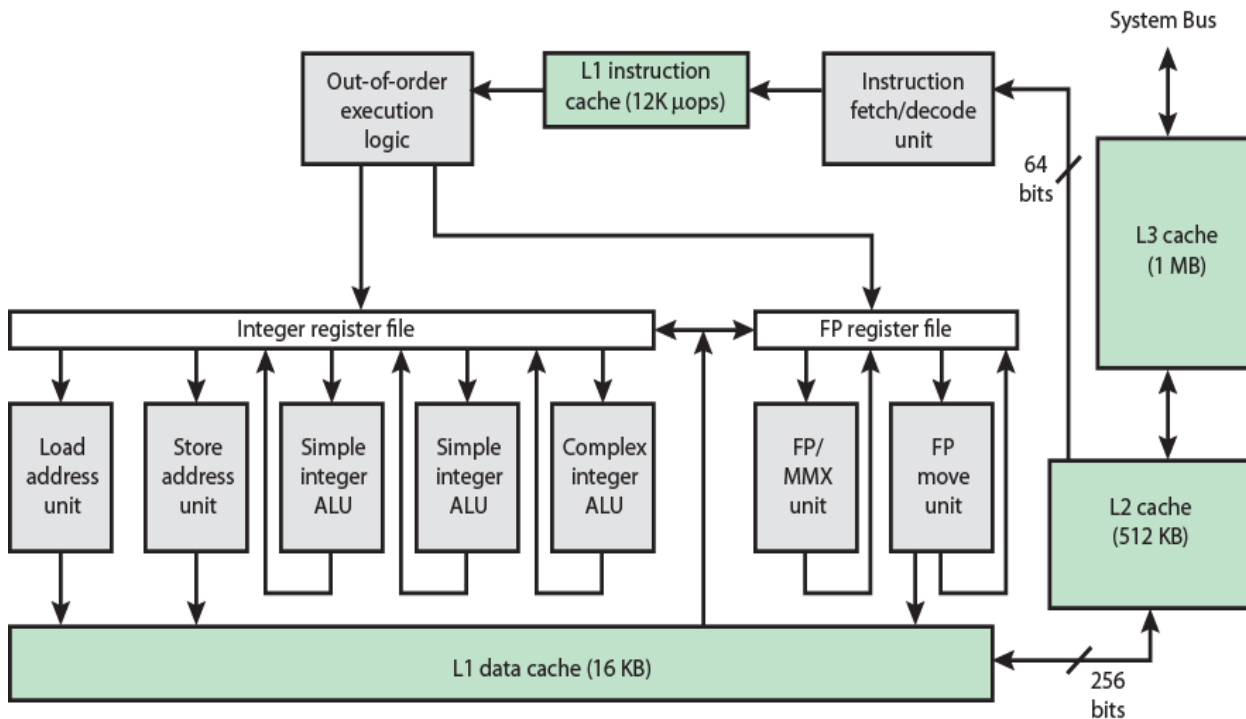 System Bus
Out-of-order
execution
logic
L1 instruction
cache (12K μops)
Instruction
fetch/decode
unit
64
bits
L3 cache
(1 MB)
Integer register file
FP register file
Load
address
unit
Store
address
unit
Simple
integer
ALU
Simple
integer
ALU
Complex
integer
ALU
FP/
MMX
unit
FP
move
unit
L2 cache
(512 KB)
L1 data cache (16 KB)
256
bits